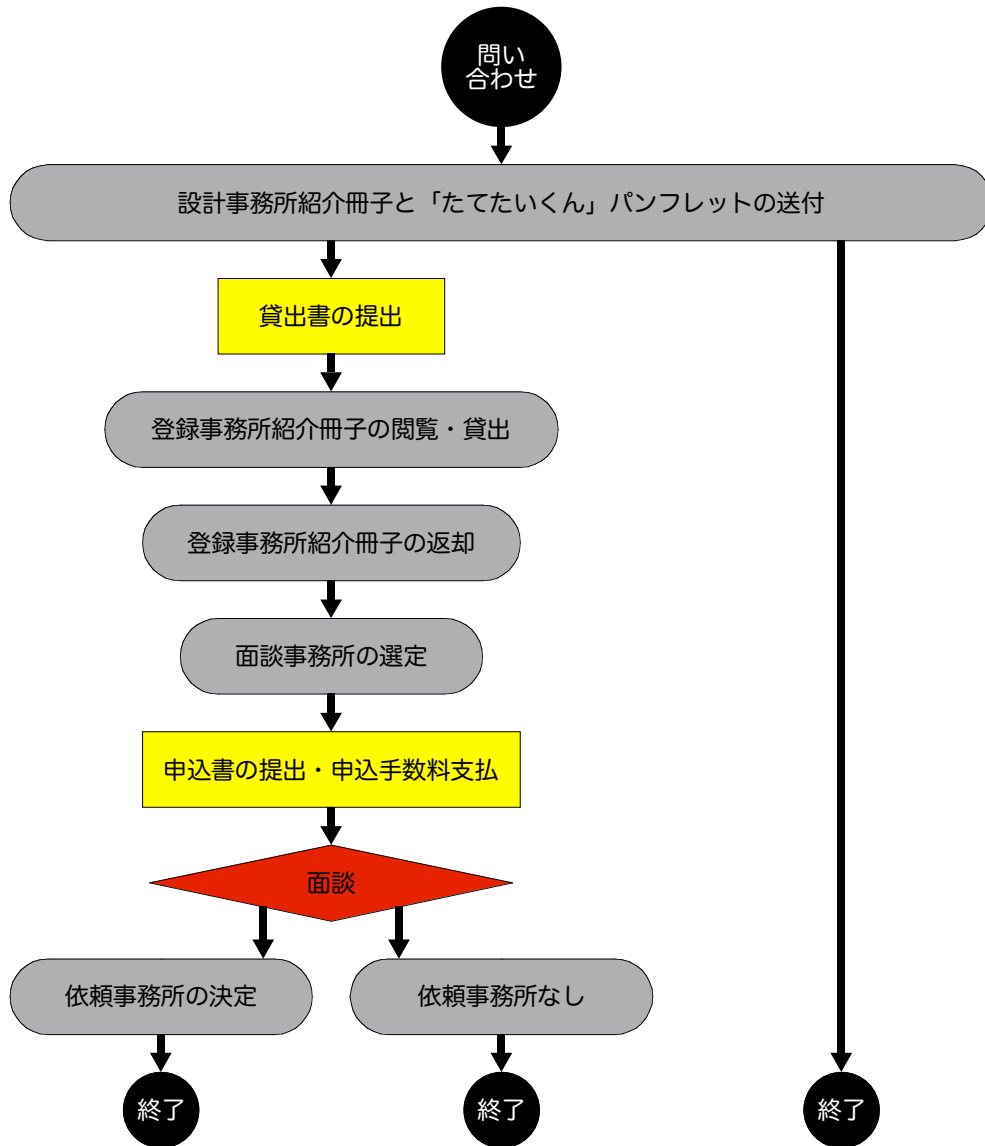 問い
合わせ
設計事務所紹介冊子と「たてたいくん」パンフレットの送付
貸出書の提出
登録事務所紹介冊子の閲覧・貸出
登録事務所紹介冊子の返却
面談事務所の選定
申込書の提出・申込手数料支払
面談
依頼事務所の決定
依頼事務所なし
終了
終了
終了